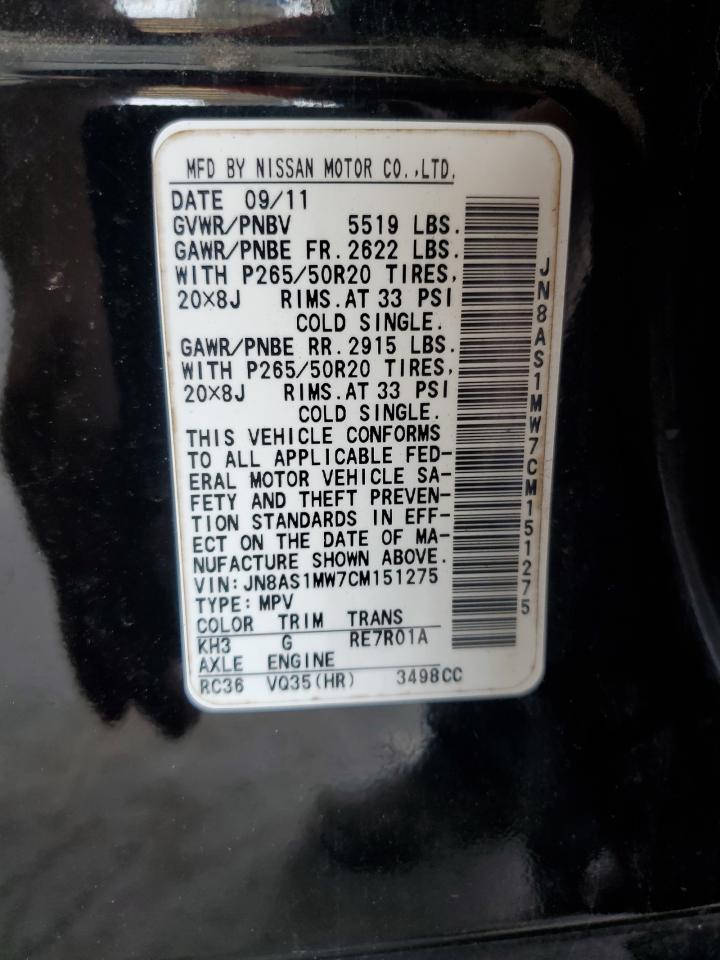 MFD BY NISSAN MOTOR CO.,LTD.
DATE 09/11
GVWR/PNBV 5519 LBS.
GAWR/PNBE FR. 2622 LBS.
WITH P265/50R20 TIRES,
20×8J RIMS. AT 33 PSI
COLD SINGLE.
GAWR/PNBE RR. 2915 LBS.
WITH P265/50R20 TIRES,
20×8J RIMS. AT 33 PSI
COLD SINGLE.
THIS VEHICLE CONFORMS
TO ALL APPLICABLE FED-
ERAL MOTOR VEHICLE SA-
FETY AND THEFT PREVEN-
TION STANDARDS IN EFF-
ECT ON THE DATE OF MA-
NUFACTURE SHOWN ABOVE.
VIN: JN8AS1MW7CM151275
TYPE: MPV
COLOR TRIM TRANS
KH3 G RE7R01A
AXLE ENGINE
RC36 VQ35(HR) 3498CC
JN8AS1MW7CM151275